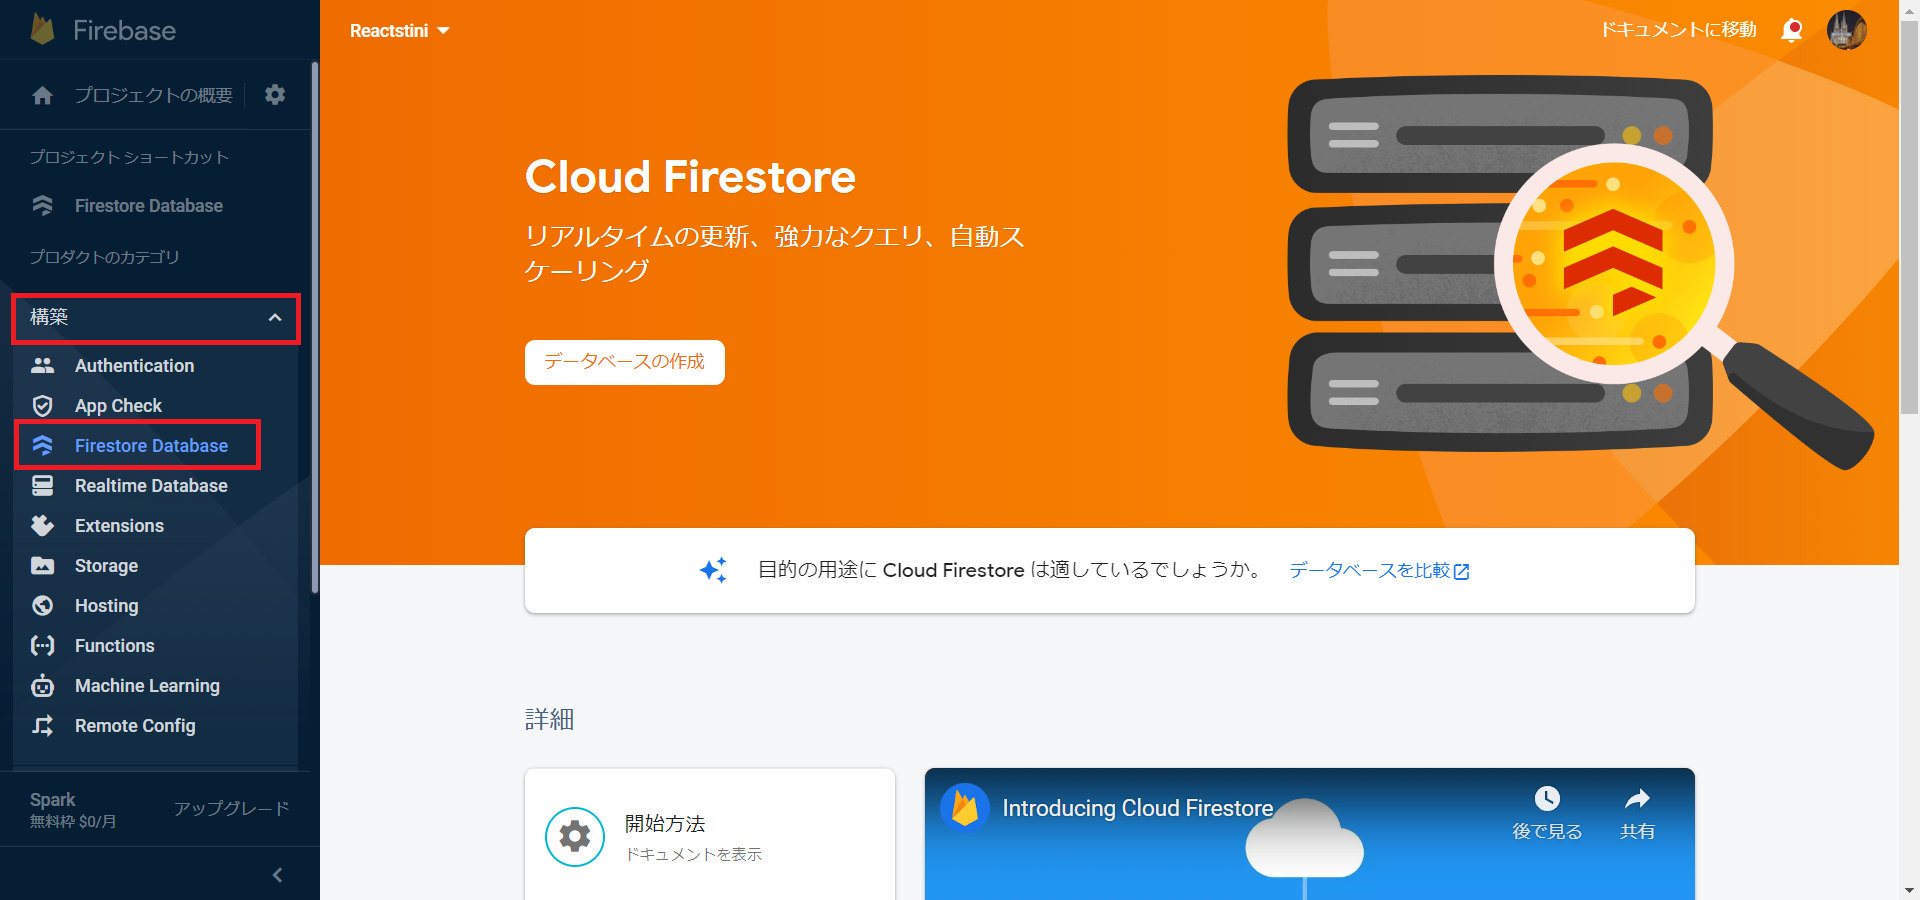 Firebase
プロジェクトの概要
プロジェクト ショートカット
Firestore Database
プロダクトのカテゴリ
構築
Authentication
App Check
Firestore Database
Realtime Database
Extensions
Storage
Hosting
Functions
Machine Learning
Remote Config
Spark
無料枠 $0/月
アップグレード
Reactstini
ドキュメントに移動
Cloud Firestore
リアルタイムの更新、強力なクエリ、自動ス
ケーリング
データベースの作成
目的の用途に Cloud Firestore は適しているでしょうか。 データベースを比較
詳細
開始方法
ドキュメントを表示
Introducing Cloud Firestore
後で見る
共有